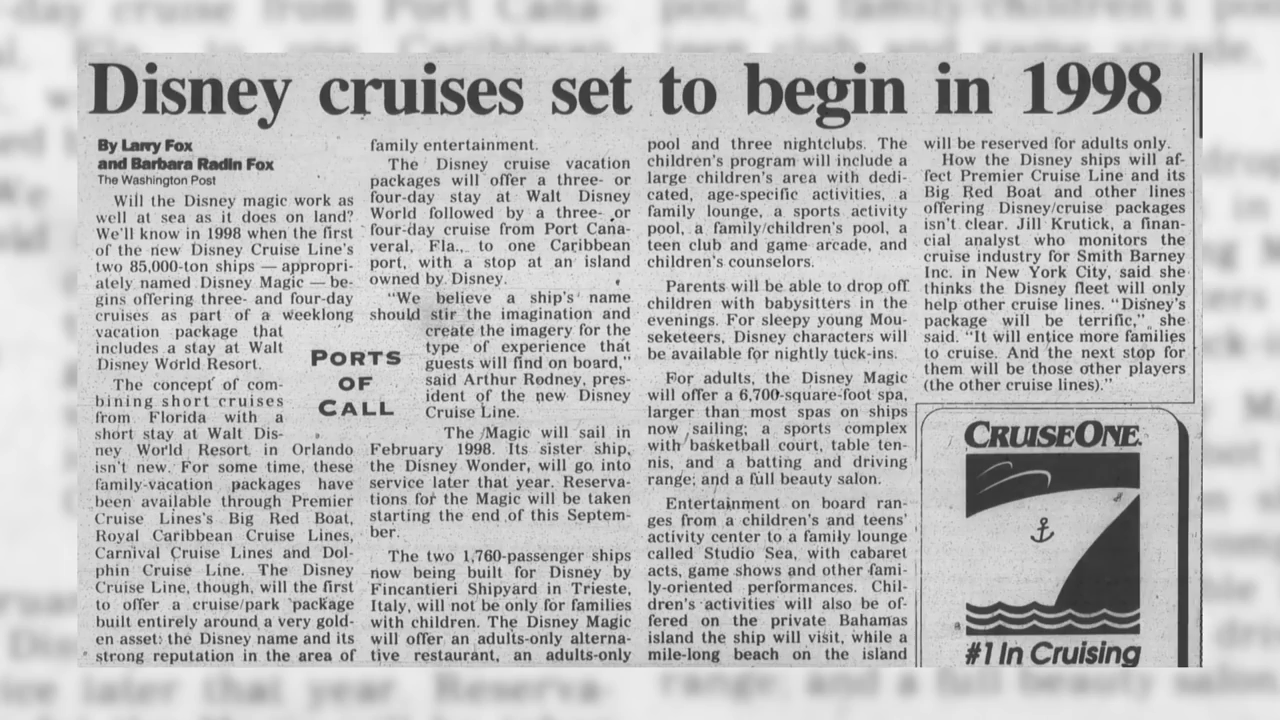 Disney cruises set to begin in 1998
By Larry Fox
and Barbara Radin Fox
The Washington Post
Will the Disney magic work as
well at sea as it does on land?
We'll know in 1998 when the first
of the new Disney Cruise Line's
two 85,000-ton ships — appropri-
ately named Disney Magic — be-
gins offering three- and four-day
cruises as part of a weeklong
vacation package that
includes a stay at Walt
Disney World Resort.
The concept of com-
bining short cruises
from Florida with a
short stay at Walt Dis-
ney World Resort in Orlando
isn't new. For some time, these
family-vacation packages have
been available through Premier
Cruise Lines's Big Red Boat,
Royal Caribbean Cruise Lines,
Carnival Cruise Lines and Dol-
phin Cruise Line. The Disney
Cruise Line, though, will the first
to offer a cruise/park package
built entirely around a very gold-
en asset: the Disney name and its
strong reputation in the area of
PORTS
OF
CALL
family entertainment.
The Disney cruise vacation
packages will offer a three- or
four-day stay at Walt Disney
World followed by a three- or
four-day cruise from Port Cana-
veral, Fla., to one Caribbean
port, with a stop at an island
owned by Disney.
"We believe a ship's name
should stir the imagination and
create the imagery for the
type of experience that
guests will find on board,"
said Arthur Rodney, pres-
ident of the new Disney
Cruise Line.
The Magic will sail in
February 1998. Its sister ship,
the Disney Wonder, will go into
service later that year. Reserva-
tions for the Magic will be taken
starting the end of this Septem-
ber.
The two 1,760-passenger ships
now being built for Disney by
Fincantieri Shipyard in Trieste,
Italy, will not be only for families
with children. The Disney Magic
will offer an adults-only alterna-
tive restaurant, an adults-only
pool and three nightclubs. The
children's program will include a
large children's area with dedi-
cated, age-specific activities, a
family lounge, a sports activity
pool, a family/children's pool, a
teen club and game arcade, and
children's counselors.
Parents will be able to drop off
children with babysitters in the
evenings. For sleepy young Mou-
seketeers, Disney characters will
be available for nightly tuck-ins.
For adults, the Disney Magic
will offer a 6,700-square-foot spa,
larger than most spas on ships
now sailing; a sports complex
with basketball court, table ten-
nis, and a batting and driving
range; and a full beauty salon.
Entertainment on board ran-
ges from a children's and teens'
activity center to a family lounge
called Studio Sea, with cabaret
acts, game shows and other fami-
ly-oriented performances. Chil-
dren's activities will also be of-
fered on the private Bahamas
island the ship will visit, while a
mile-long beach on the island
will be reserved for adults only.
How the Disney ships will af-
fect Premier Cruise Line and its
Big Red Boat and other lines
offering Disney/cruise packages
isn't clear. Jill Krutick, a finan-
cial analyst who monitors the
cruise industry for Smith Barney
Inc. in New York City, said she
thinks the Disney fleet will only
help other cruise lines. "Disney's
package will be terrific," she
said. "It will entice more families
to cruise. And the next stop for
them will be those other players
(the other cruise lines)."
CRUISEONE
#1 In Cruising